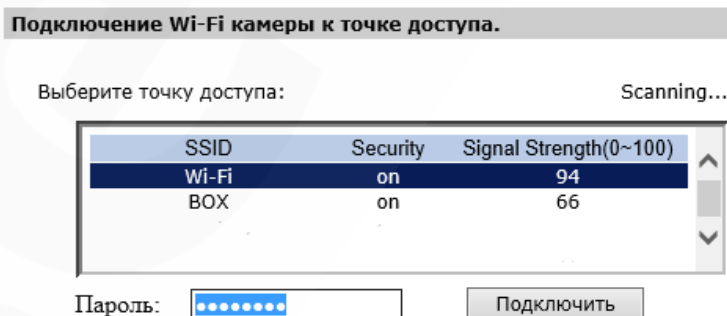 Подключение Wi-Fi камеры к точке доступа.
Выберите точку доступа: Scanning...
SSID Security Signal Strength(0~100)
Wi-Fi on 94
BOX on 66
Пароль: •••••••• Подключить